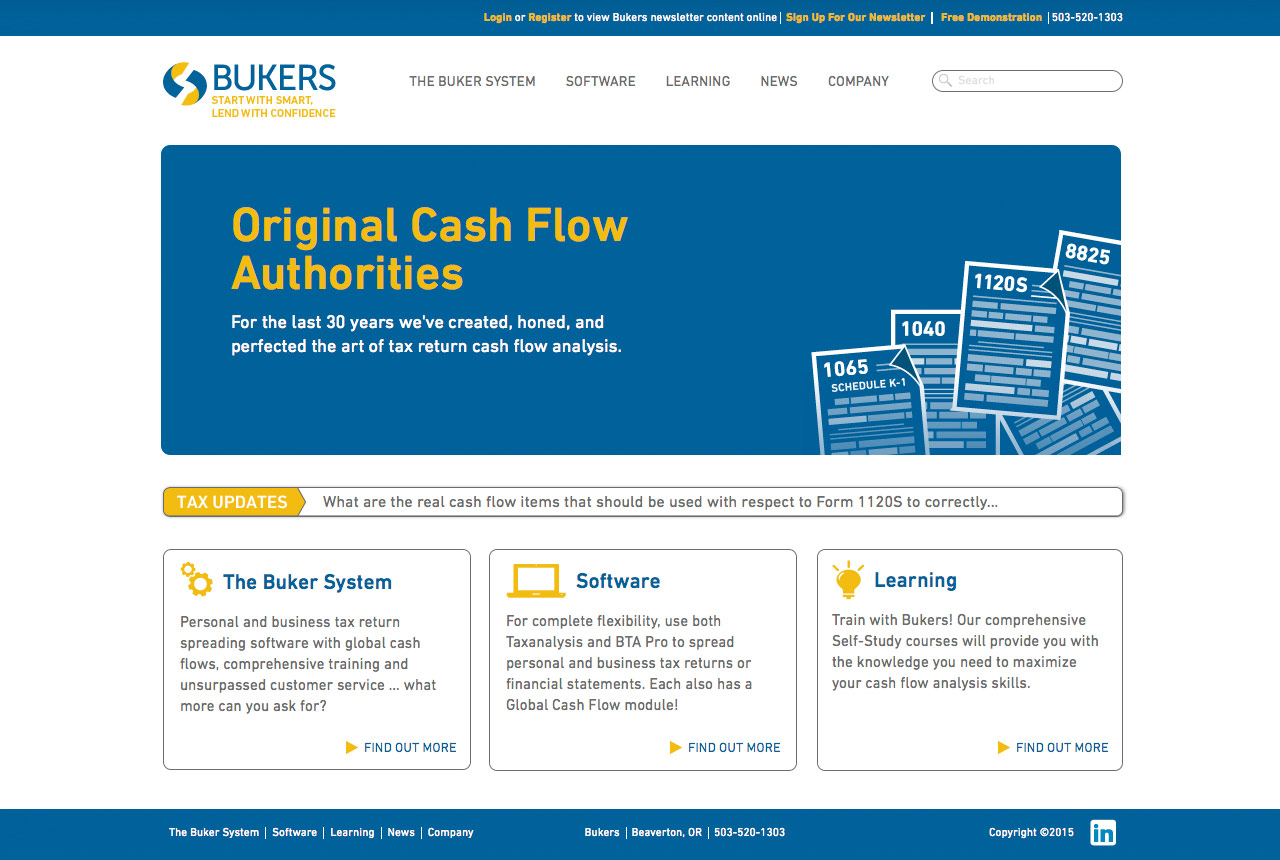 Login or Register to view Bukers newsletter content online | Sign Up For Our Newsletter | Free Demonstration | 503-520-1303
BUKERS
START WITH SMART,
LEND WITH CONFIDENCE
THE BUKER SYSTEM SOFTWARE LEARNING NEWS COMPANY Search
Original Cash Flow
Authorities
For the last 30 years we've created, honed, and
perfected the art of tax return cash flow analysis.
8825
1120S
1040
1065
SCHEDULE K-1
TAX UPDATES What are the real cash flow items that should be used with respect to Form 1120S to correctly...
The Buker System
Personal and business tax return
spreading software with global cash
flows, comprehensive training and
unsurpassed customer service ... what
more can you ask for?
FIND OUT MORE
Software
For complete flexibility, use both
Taxanalysis and BTA Pro to spread
personal and business tax returns or
financial statements. Each also has a
Global Cash Flow module!
FIND OUT MORE
Learning
Train with Bukers! Our comprehensive
Self-Study courses will provide you with
the knowledge you need to maximize
your cash flow analysis skills.
FIND OUT MORE
The Buker System | Software | Learning | News | Company Bukers | Beaverton, OR | 503-520-1303 Copyright ©2015 in